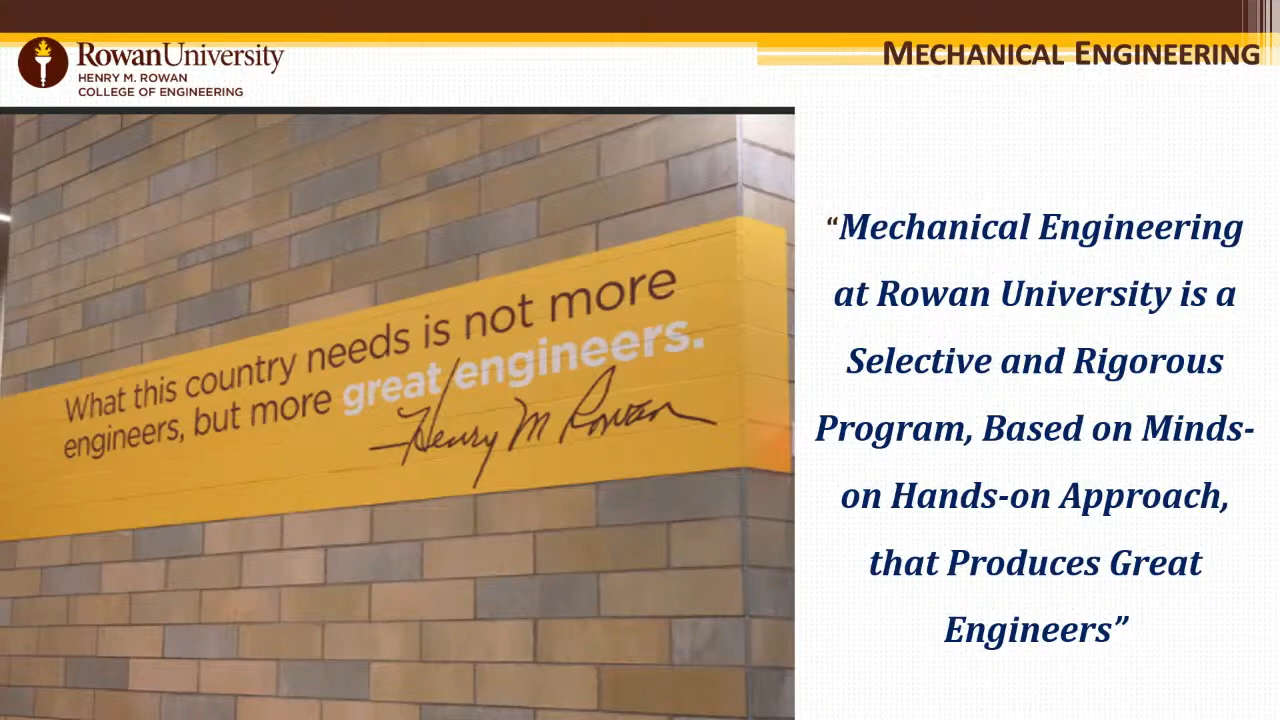 RowanUniversity
HENRY M. ROWAN
COLLEGE OF ENGINEERING
MECHANICAL ENGINEERING
What this country needs is not more
engineers, but more great engineers.
Henry M Rowan
“Mechanical Engineering
at Rowan University is a
Selective and Rigorous
Program, Based on Minds-
on Hands-on Approach,
that Produces Great
Engineers”